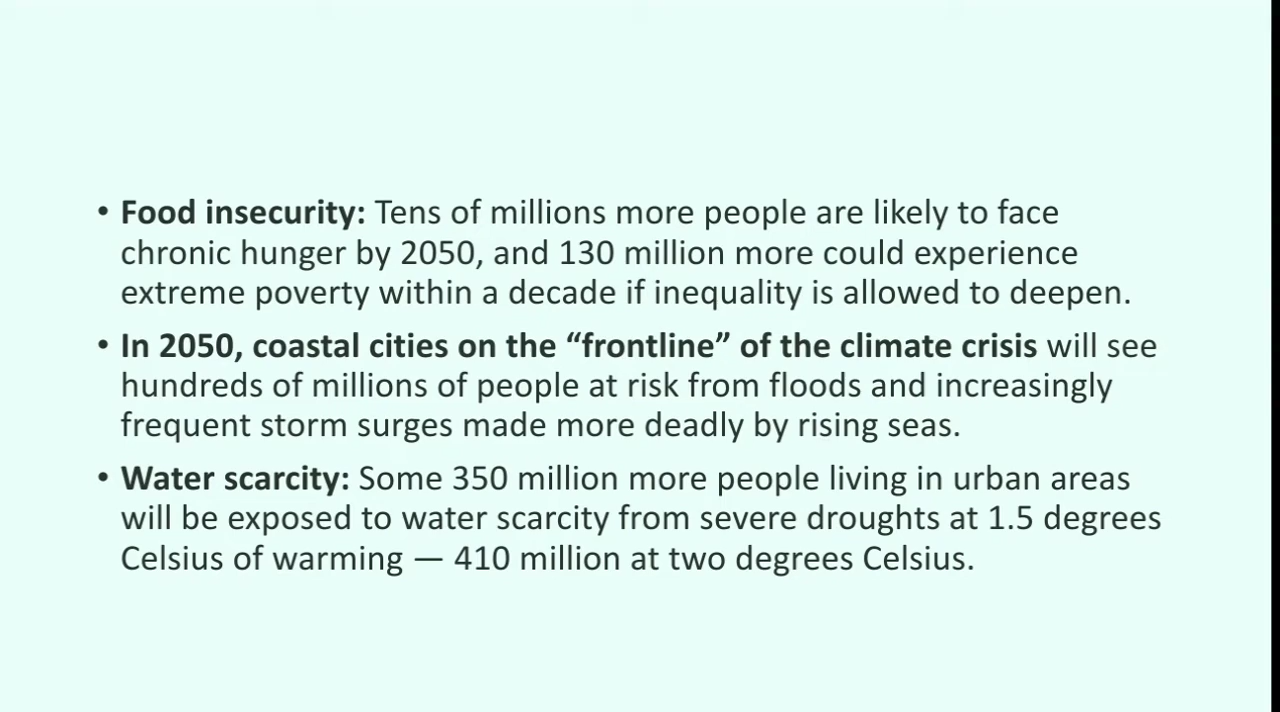 • Food insecurity: Tens of millions more people are likely to face
chronic hunger by 2050, and 130 million more could experience
extreme poverty within a decade if inequality is allowed to deepen.
• In 2050, coastal cities on the “frontline” of the climate crisis will see
hundreds of millions of people at risk from floods and increasingly
frequent storm surges made more deadly by rising seas.
• Water scarcity: Some 350 million more people living in urban areas
will be exposed to water scarcity from severe droughts at 1.5 degrees
Celsius of warming — 410 million at two degrees Celsius.